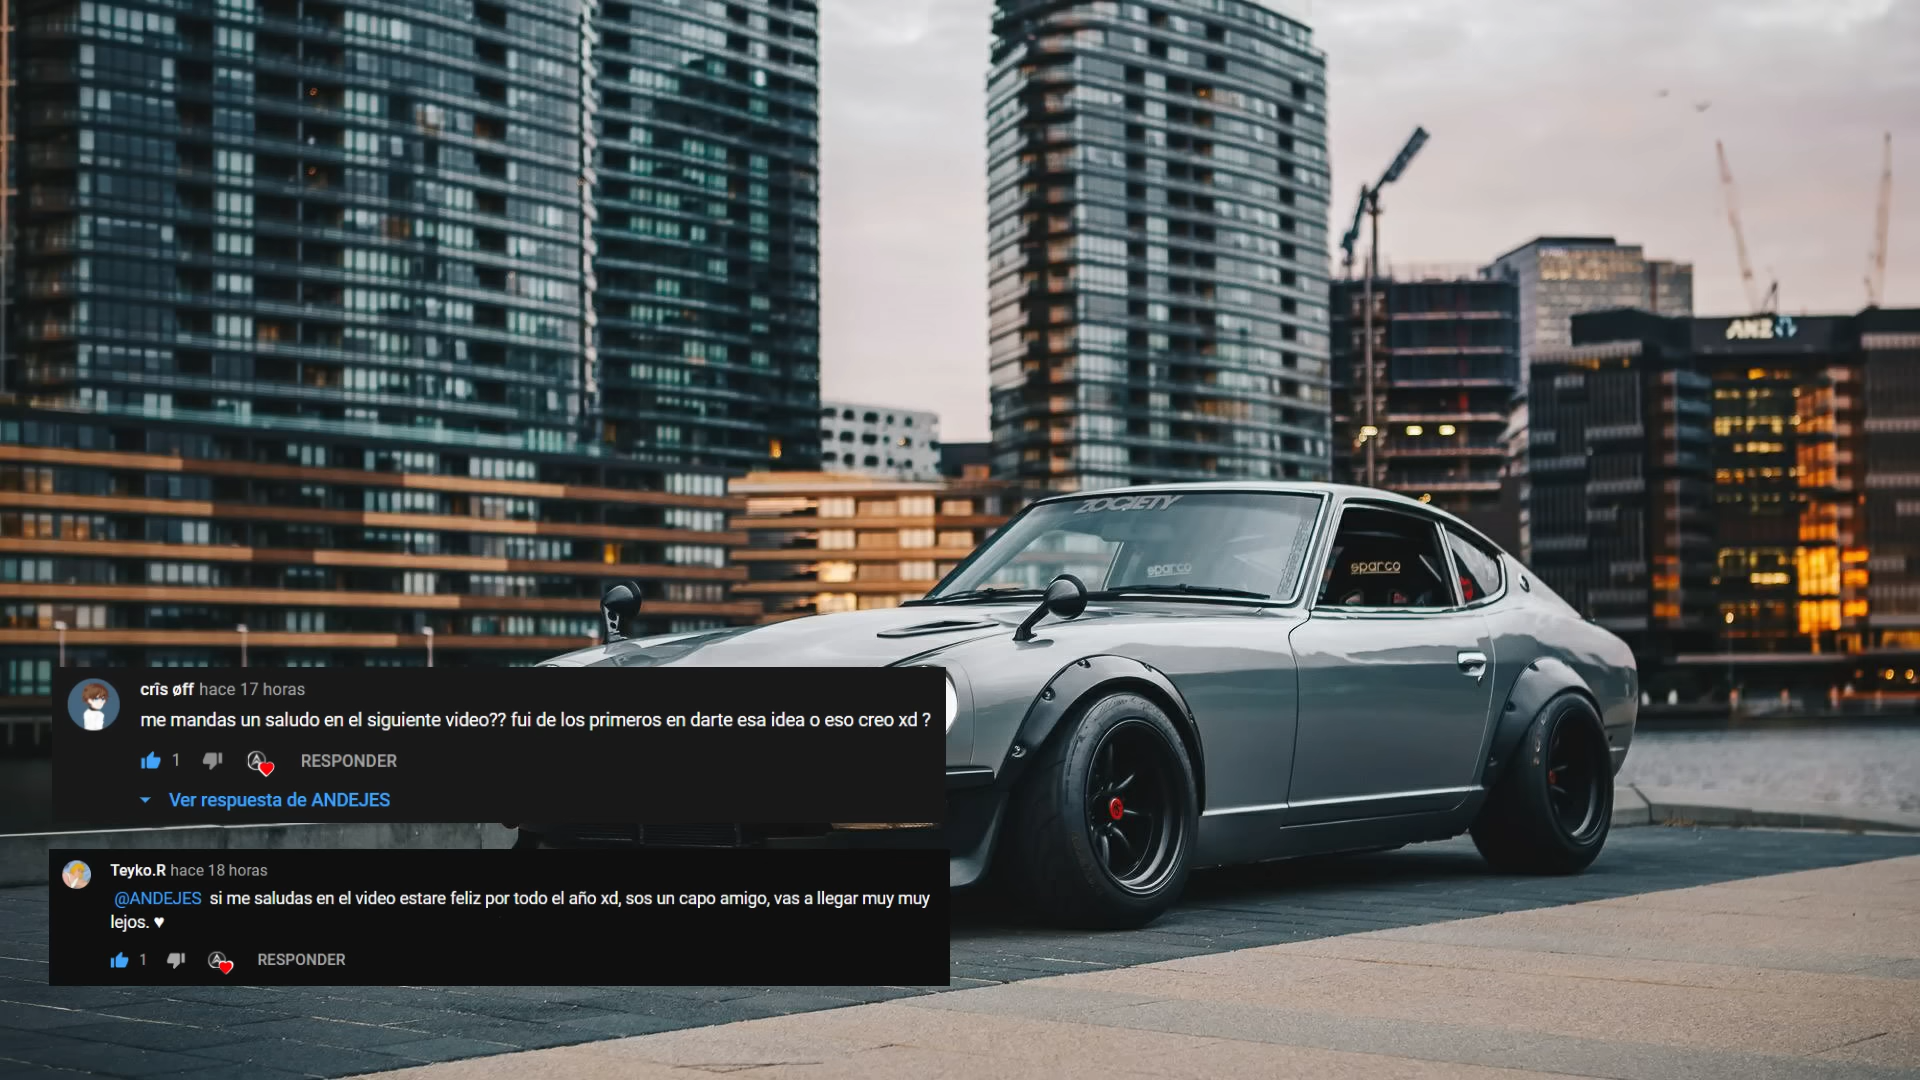 ANZ
ZOCIETY
sparco
sparco
crîs øff hace 17 horas
me mandas un saludo en el siguiente video?? fui de los primeros en darte esa idea o eso creo xd ?
1
RESPONDER
Ver respuesta de ANDEJES
Teyko.R hace 18 horas
@ANDEJES si me saludas en el video estare feliz por todo el año xd, sos un capo amigo, vas a llegar muy muy
lejos. ♥
1
RESPONDER